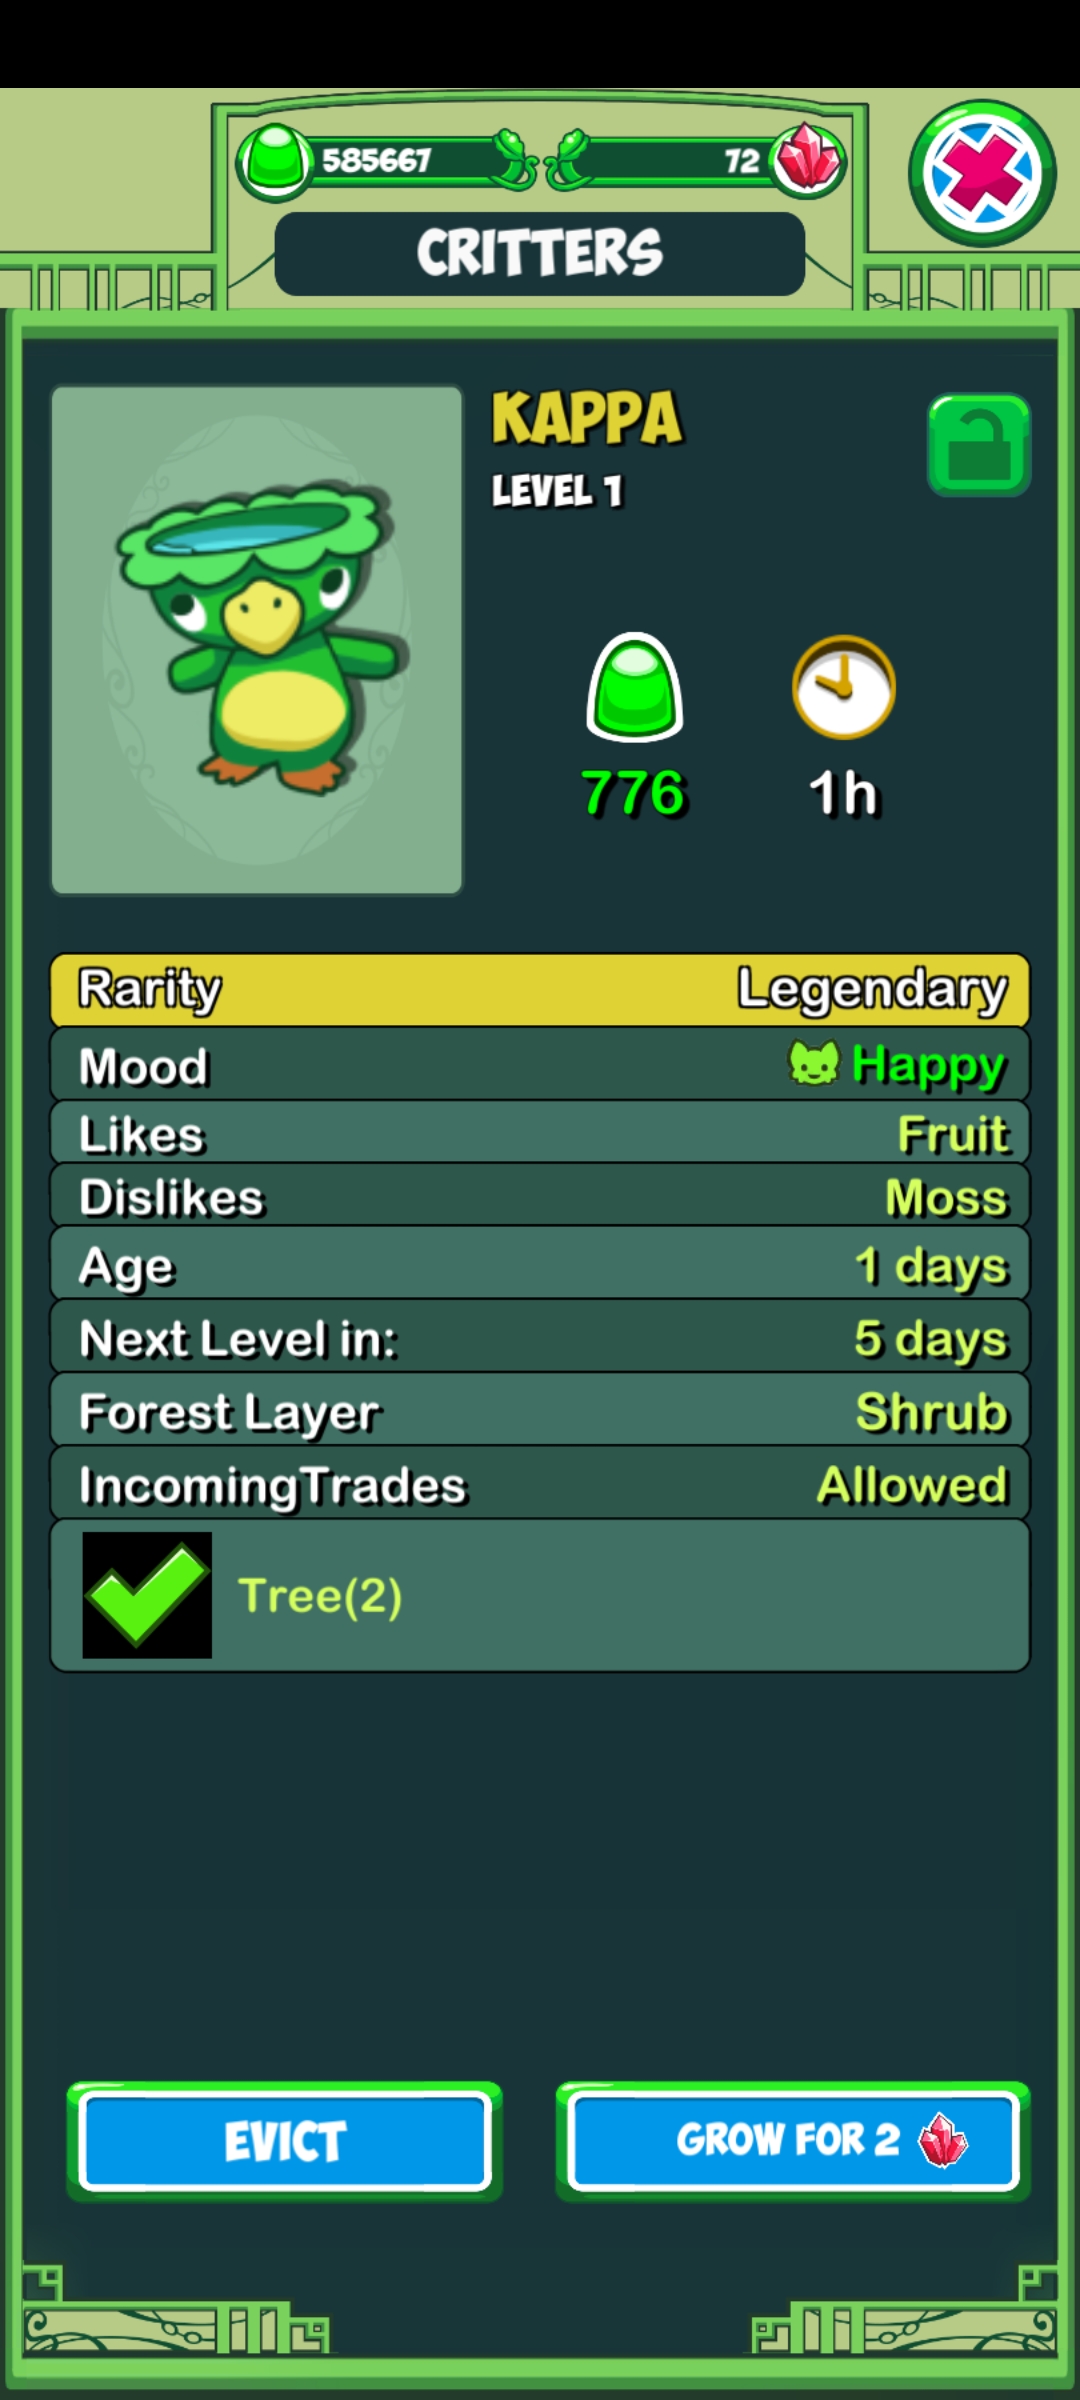 585667
72
CRITTERS
KAPPA
LEVEL 1
776
1h
Rarity Legendary
Mood Happy
Likes Fruit
Dislikes Moss
Age 1 days
Next Level in: 5 days
Forest Layer Shrub
IncomingTrades Allowed
Tree(2)
EVICT
GROW FOR 2